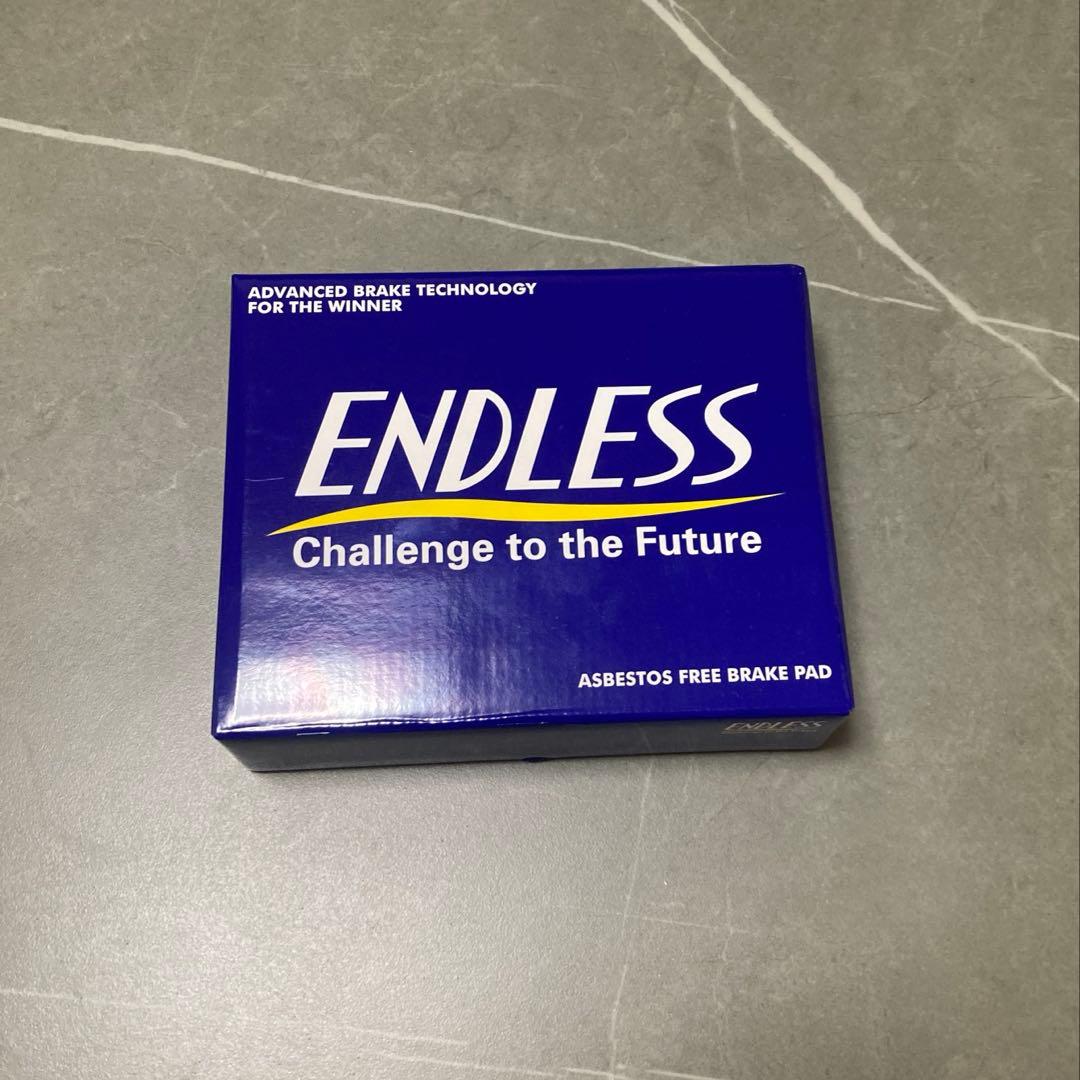 ADVANCED BRAKE TECHNOLOGY
FOR THE WINNER
ENDLESS
Challenge to the Future
ASBESTOS FREE BRAKE PAD
ENDLESS